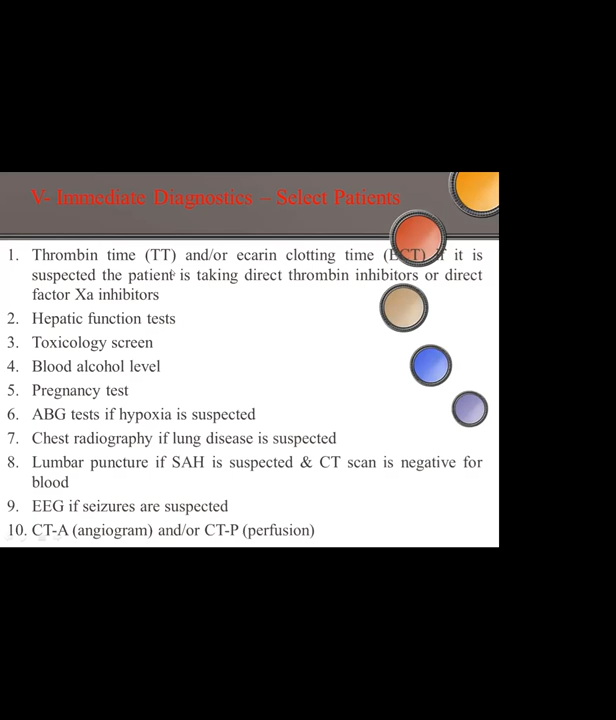 V- Immediate Diagnostics – Select Patients
1. Thrombin time (TT) and/or ecarin clotting time (ECT) if it is
suspected the patient is taking direct thrombin inhibitors or direct
factor Xa inhibitors
2. Hepatic function tests
3. Toxicology screen
4. Blood alcohol level
5. Pregnancy test
6. ABG tests if hypoxia is suspected
7. Chest radiography if lung disease is suspected
8. Lumbar puncture if SAH is suspected & CT scan is negative for
blood
9. EEG if seizures are suspected
10. CT-A (angiogram) and/or CT-P (perfusion)